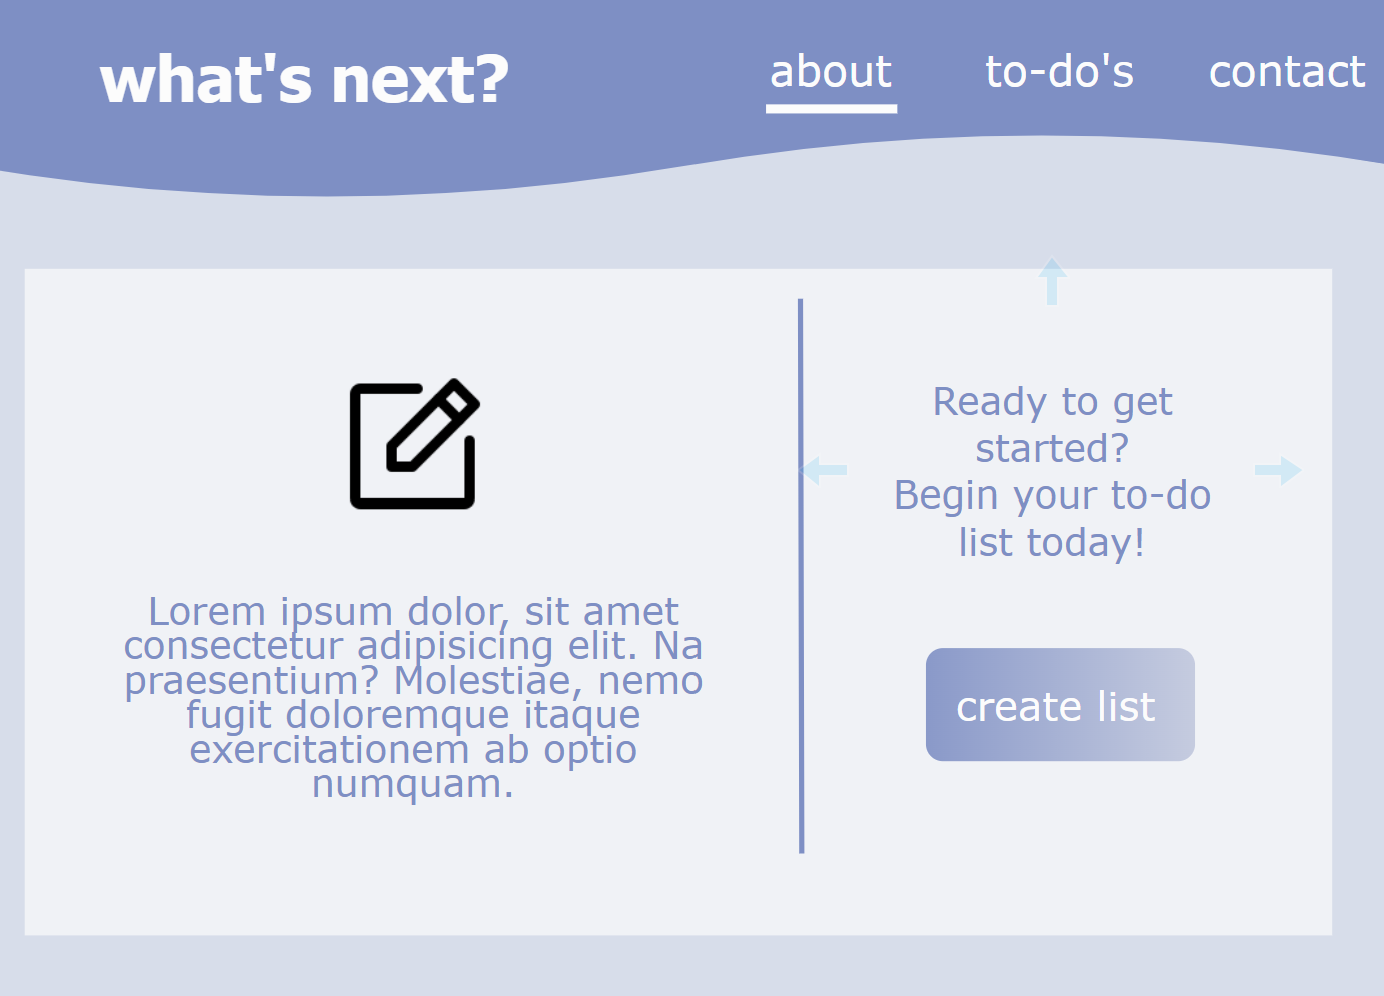 what's next?
about
to-do's
contact
Lorem ipsum dolor, sit amet
consectetur adipisicing elit. Na
praesentium? Molestiae, nemo
fugit doloremque itaque
exercitationem ab optio
numquam.
Ready to get
started?
Begin your to-do
list today!
create list